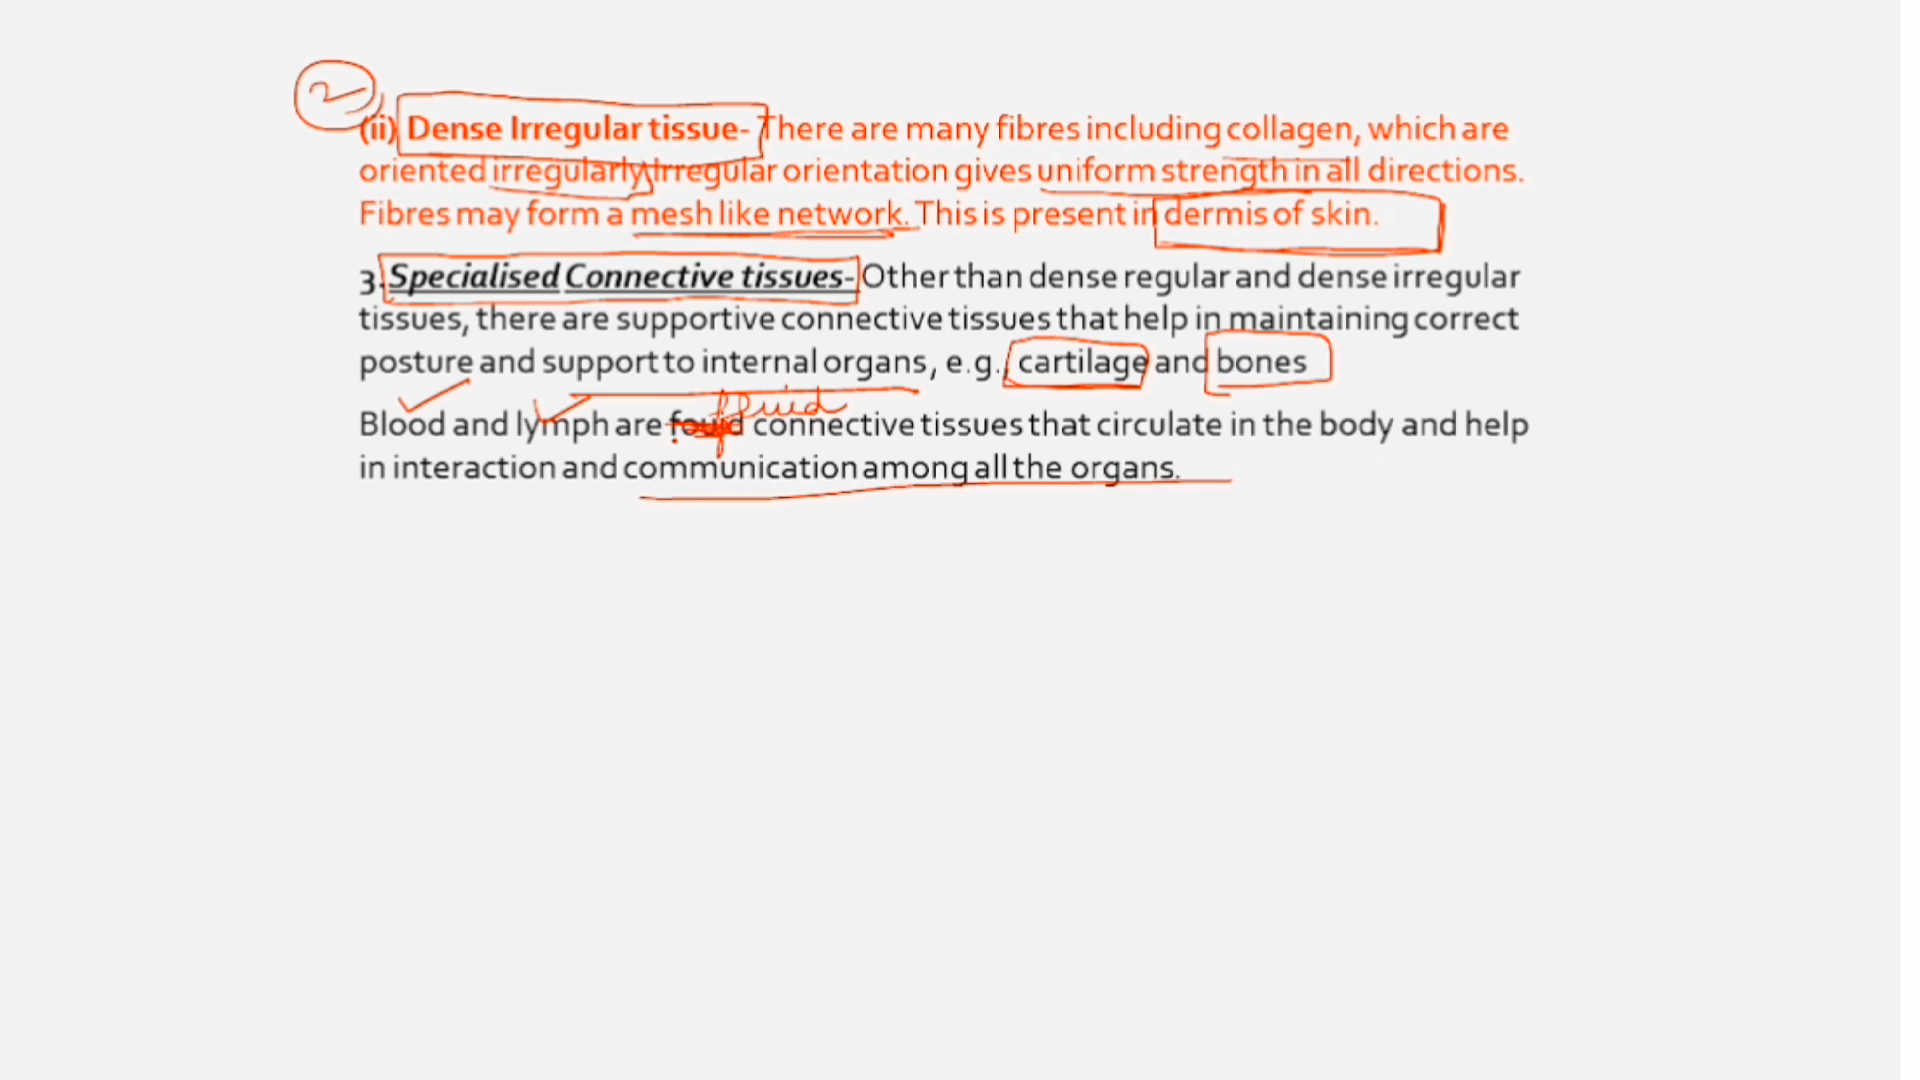 2
(ii) Dense Irregular tissue- There are many fibres including collagen, which are
oriented irregularly. Irregular orientation gives uniform strength in all directions.
Fibres may form a mesh like network. This is present in dermis of skin.
3. Specialised Connective tissues- Other than dense regular and dense irregular
tissues, there are supportive connective tissues that help in maintaining correct
posture and support to internal organs, e.g., cartilage and bones
fluid
Blood and lymph are connective tissues that circulate in the body and help
in interaction and communication among all the organs.